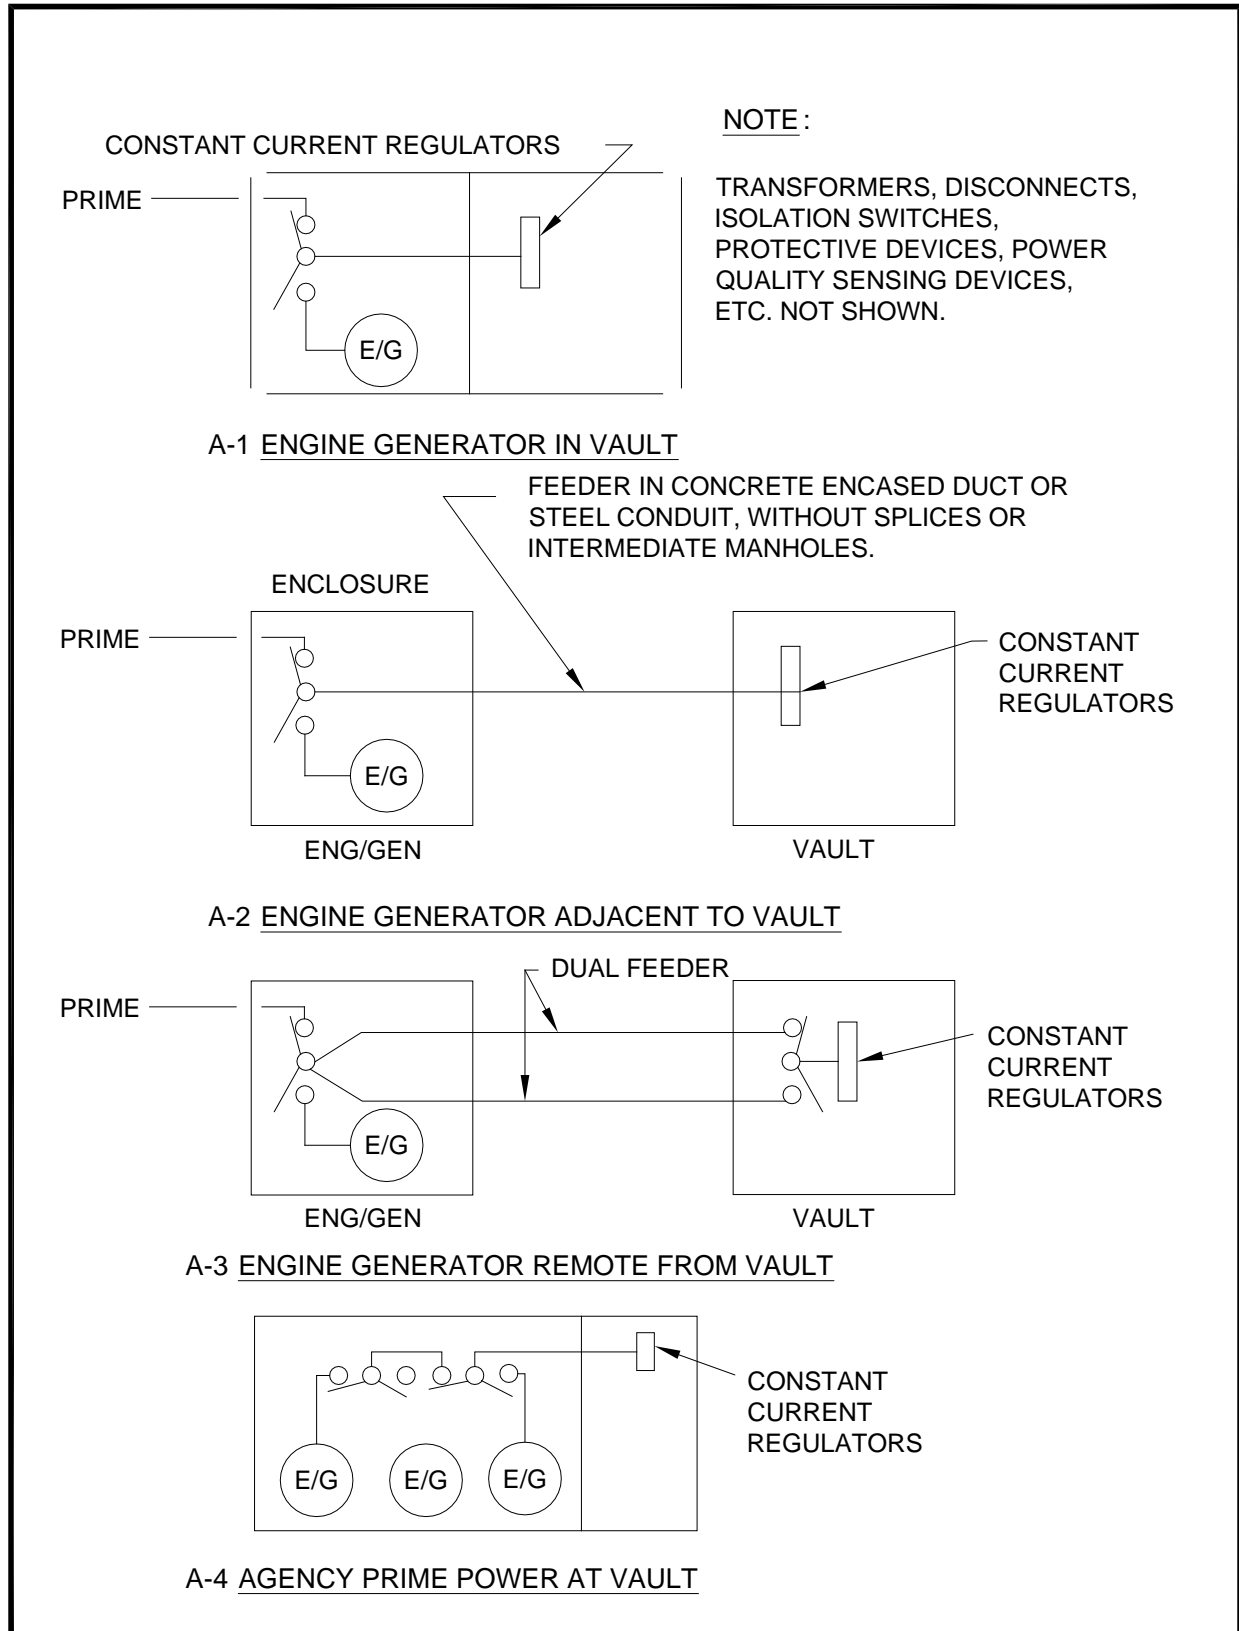 NOTE:
CONSTANT CURRENT REGULATORS
PRIME
TRANSFORMERS, DISCONNECTS,
ISOLATION SWITCHES,
PROTECTIVE DEVICES, POWER
QUALITY SENSING DEVICES,
ETC. NOT SHOWN.
E/G
A-1 ENGINE GENERATOR IN VAULT
FEEDER IN CONCRETE ENCASED DUCT OR
STEEL CONDUIT, WITHOUT SPLICES OR
INTERMEDIATE MANHOLES.
ENCLOSURE
PRIME
CONSTANT
CURRENT
REGULATORS
E/G
ENG/GEN
VAULT
A-2 ENGINE GENERATOR ADJACENT TO VAULT
DUAL FEEDER
PRIME
CONSTANT
CURRENT
REGULATORS
E/G
ENG/GEN
VAULT
A-3 ENGINE GENERATOR REMOTE FROM VAULT
CONSTANT
CURRENT
REGULATORS
E/G
E/G
E/G
A-4 AGENCY PRIME POWER AT VAULT